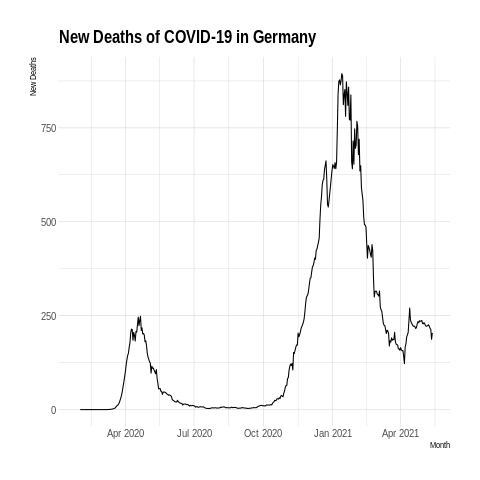 New Deaths of COVID-19 in Germany
New Deaths
750
500
250
0
Apr 2020 Jul 2020 Oct 2020 Jan 2021 Apr 2021
Month